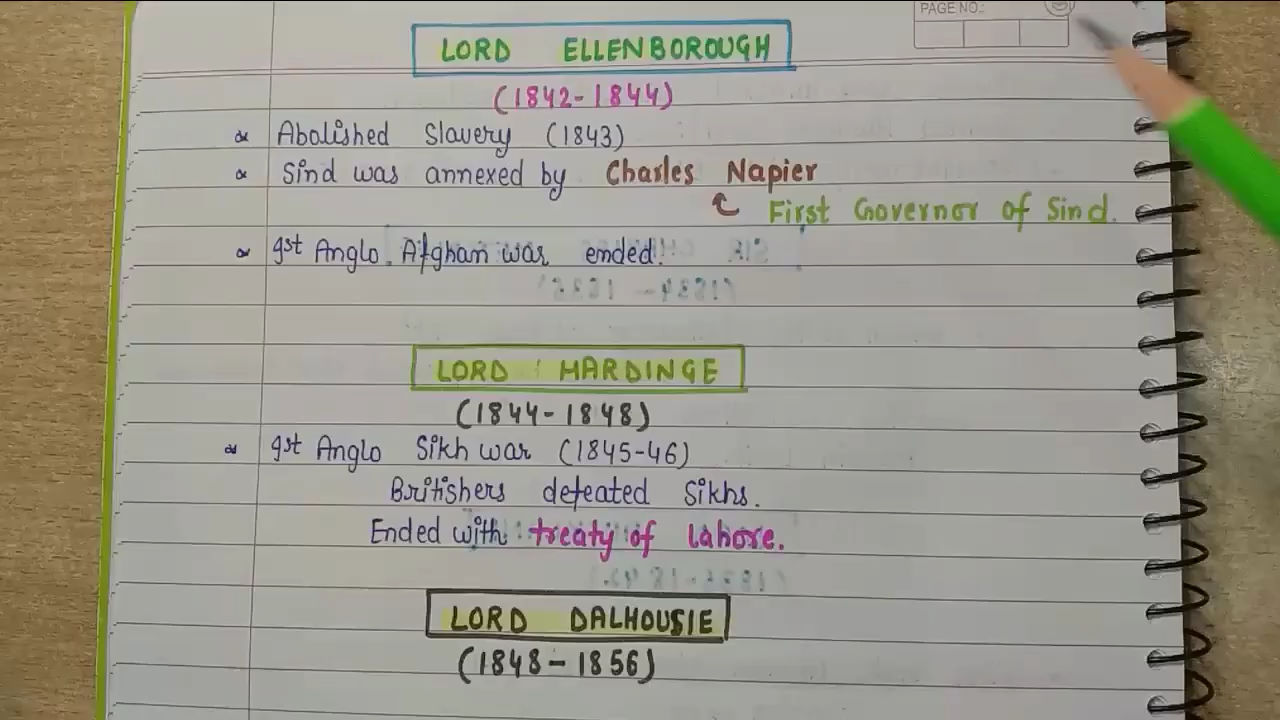 PAGE NO.:
LORD ELLENBOROUGH
(1842-1844)
Abolished Slavery (1843)
Sind was annexed by Charles Napier
First Governor of Sind.
Ist Anglo Afghan war ended.
LORD HARDINGE
(1844-1848)
Ist Anglo Sikh war (1845-46)
Britishers defeated Sikhs.
Ended with treaty of lahore.
LORD DALHOUSIE
(1848-1856)